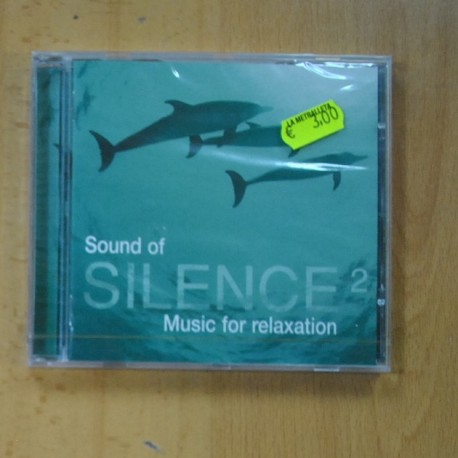 LA METRALLETA
€ 3,00
Sound of
SILENCE 2
Music for relaxation